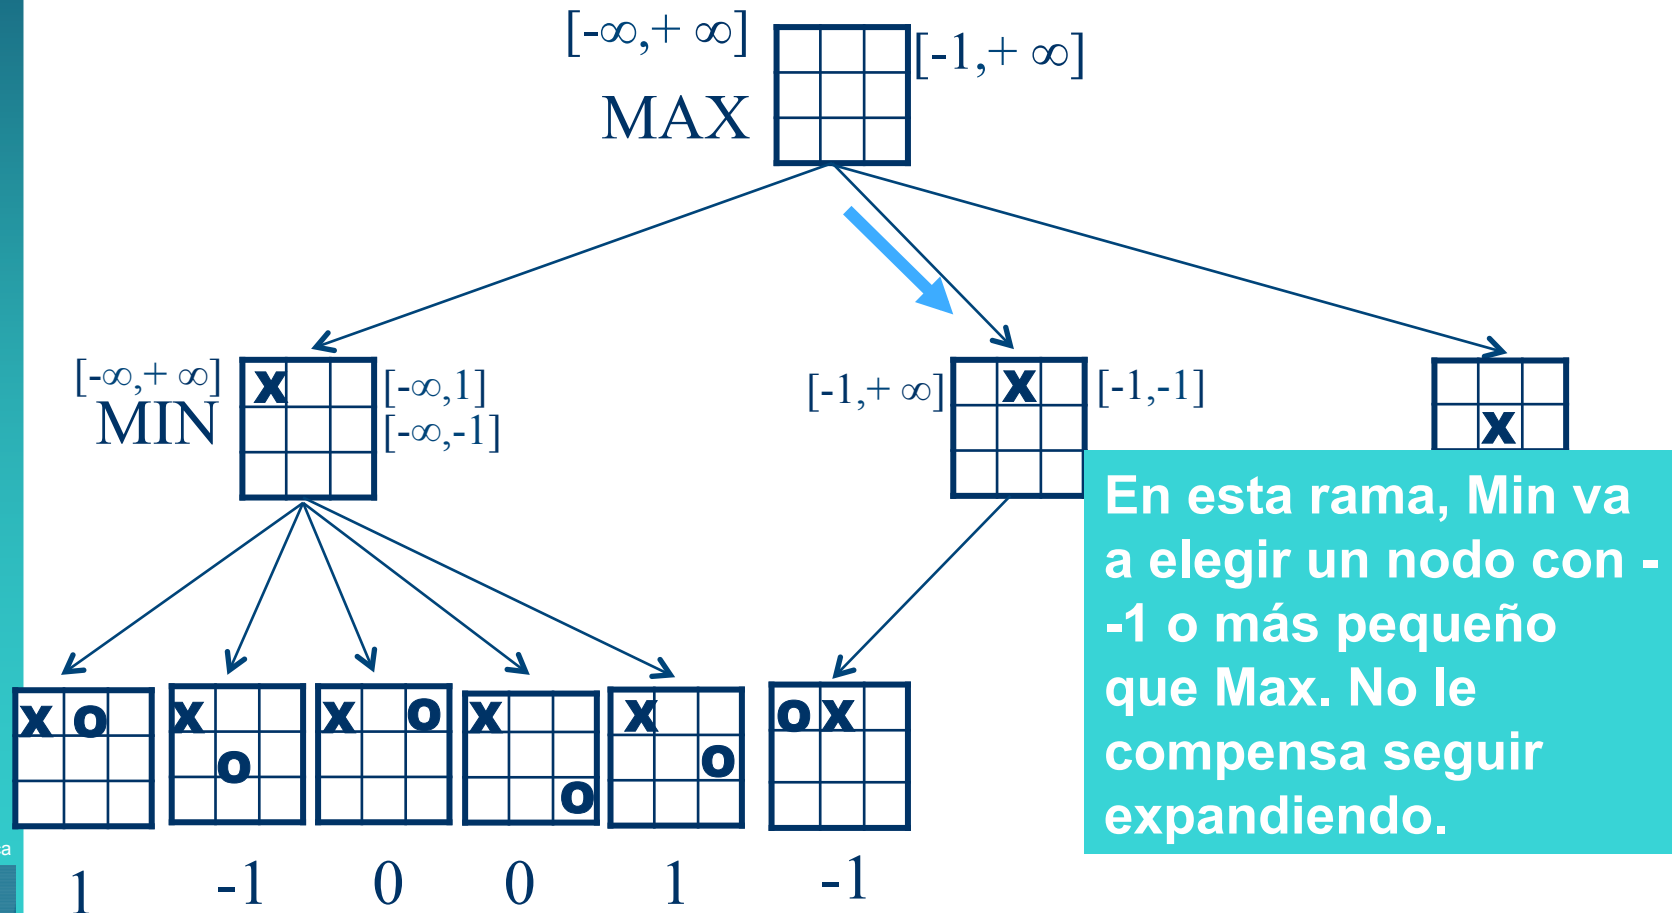 [-∞,+ ∞]
[-1,+ ∞]
MAX
[-∞,+ ∞]
MIN
X
[-∞,1]
[-∞,-1]
[-1,+ ∞]
X
[-1,-1]
X
En esta rama, Min va
a elegir un nodo con -
-1 o más pequeño
que Max. No le
compensa seguir
expandiendo.
X O
X
O
X O
X
O
X
O
O X
1 -1 0 0 1 -1